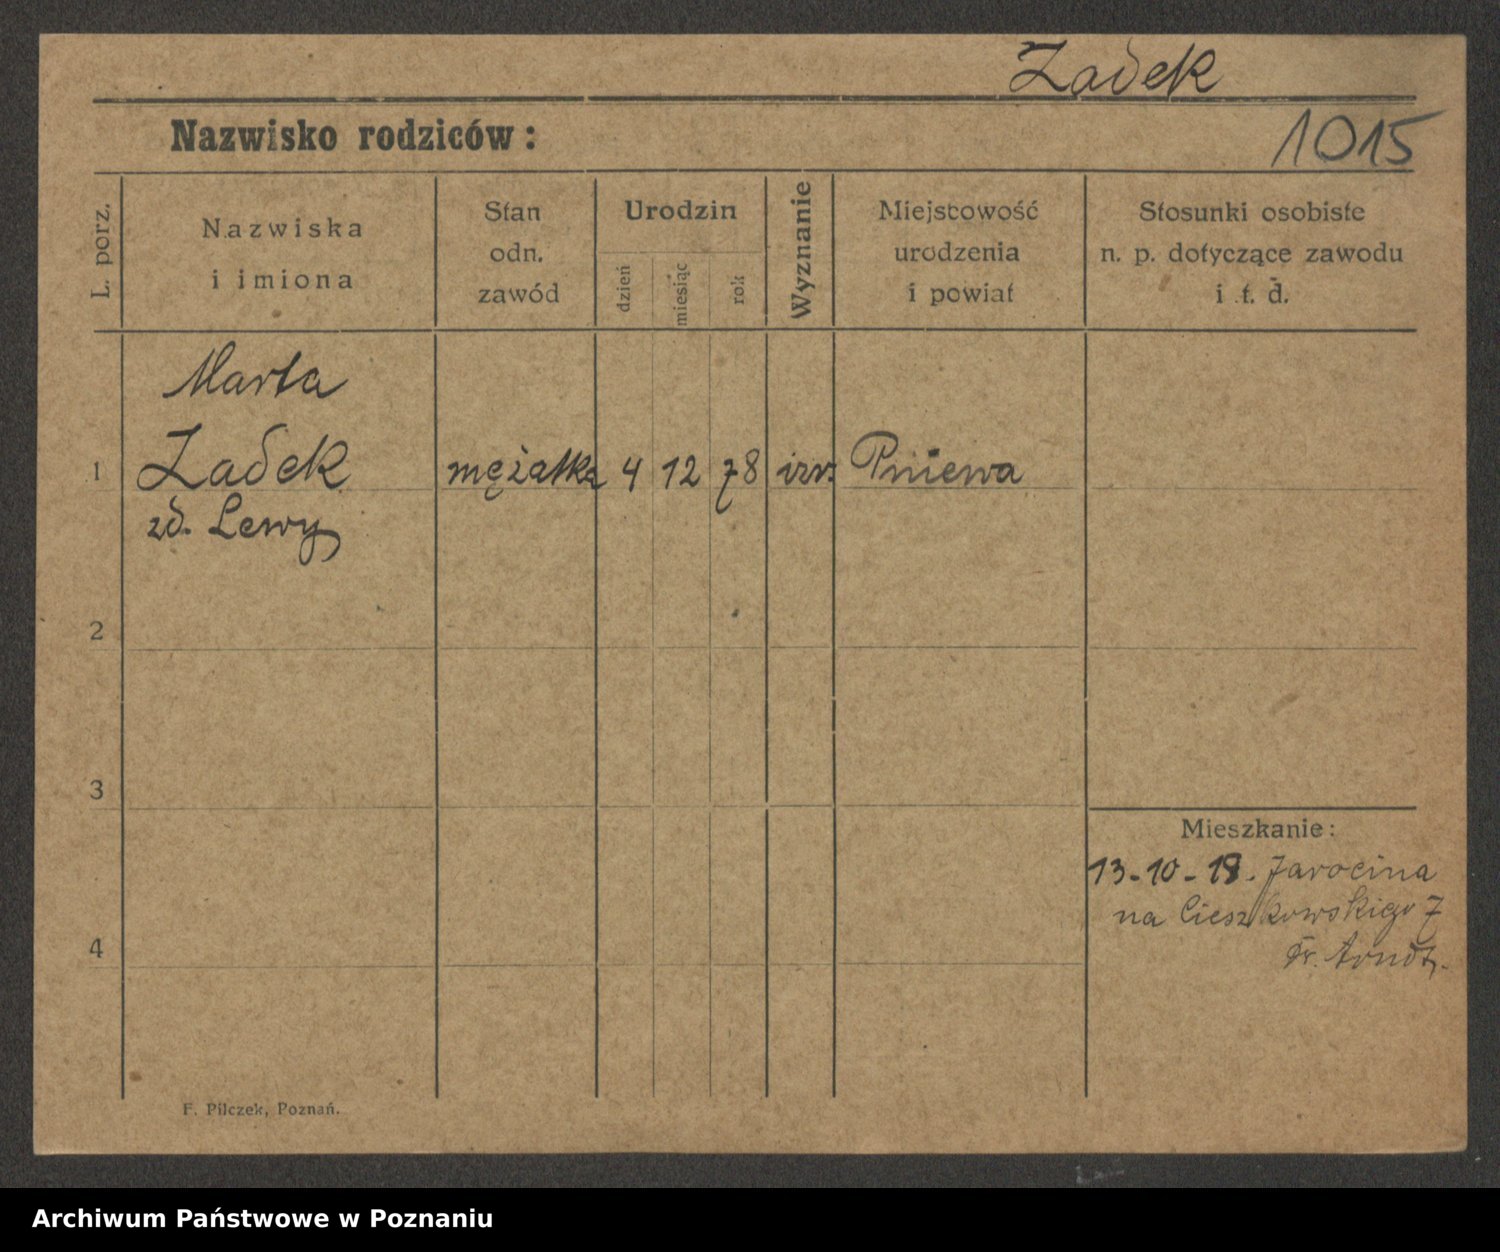 Zadek
Nazwisko rodziców:
1015
L. porz.
Nazwiska
i imiona
Stan
odn.
zawód
Urodzin
dzień
miesiąc
rok
Wyznanie
Miejscowość
urodzenia
i powiat
Stosunki osobiste
n. p. dotyczące zawodu
i t. d.
Marta
1 Zadek mężatka 4 12 78 izr. Pniewa
zd. Lewy
2
3
Mieszkanie:
13-10-18. Jarocina
na Cieszkowskiego 7
4
Arndt.
F. Pilczek, Poznań.
Archiwum Państwowe w Poznaniu